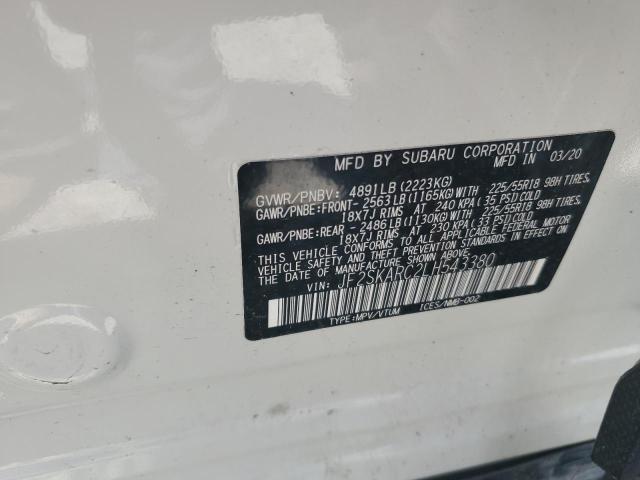 MFD BY SUBARU CORPORATION
MFD IN 03/20
GVWR/PNBV: 4891LB(2223KG)
GAWR/PNBE:FRONT- 2563LB(1165KG)WITH 225/55R18 98H TIRES,
18X7J RIMS AT 240 KPA(35 PSI)COLD
GAWR/PNBE:REAR - 2486LB(1130KG)WITH 225/55R18 98H TIRES,
18X7J RIMS AT 230 KPA(33 PSI)COLD
THIS VEHICLE CONFORMS TO ALL APPLICABLE FEDERAL MOTOR
VEHICLE SAFETY AND THEFT PREVENTION STANDARDS IN EFFECT
ON THE DATE OF MANUFACTURE SHOWN ABOVE.
VIN: JF2SKARC2LH543380
TYPE:MPV/VTUM ICES/NMB-002